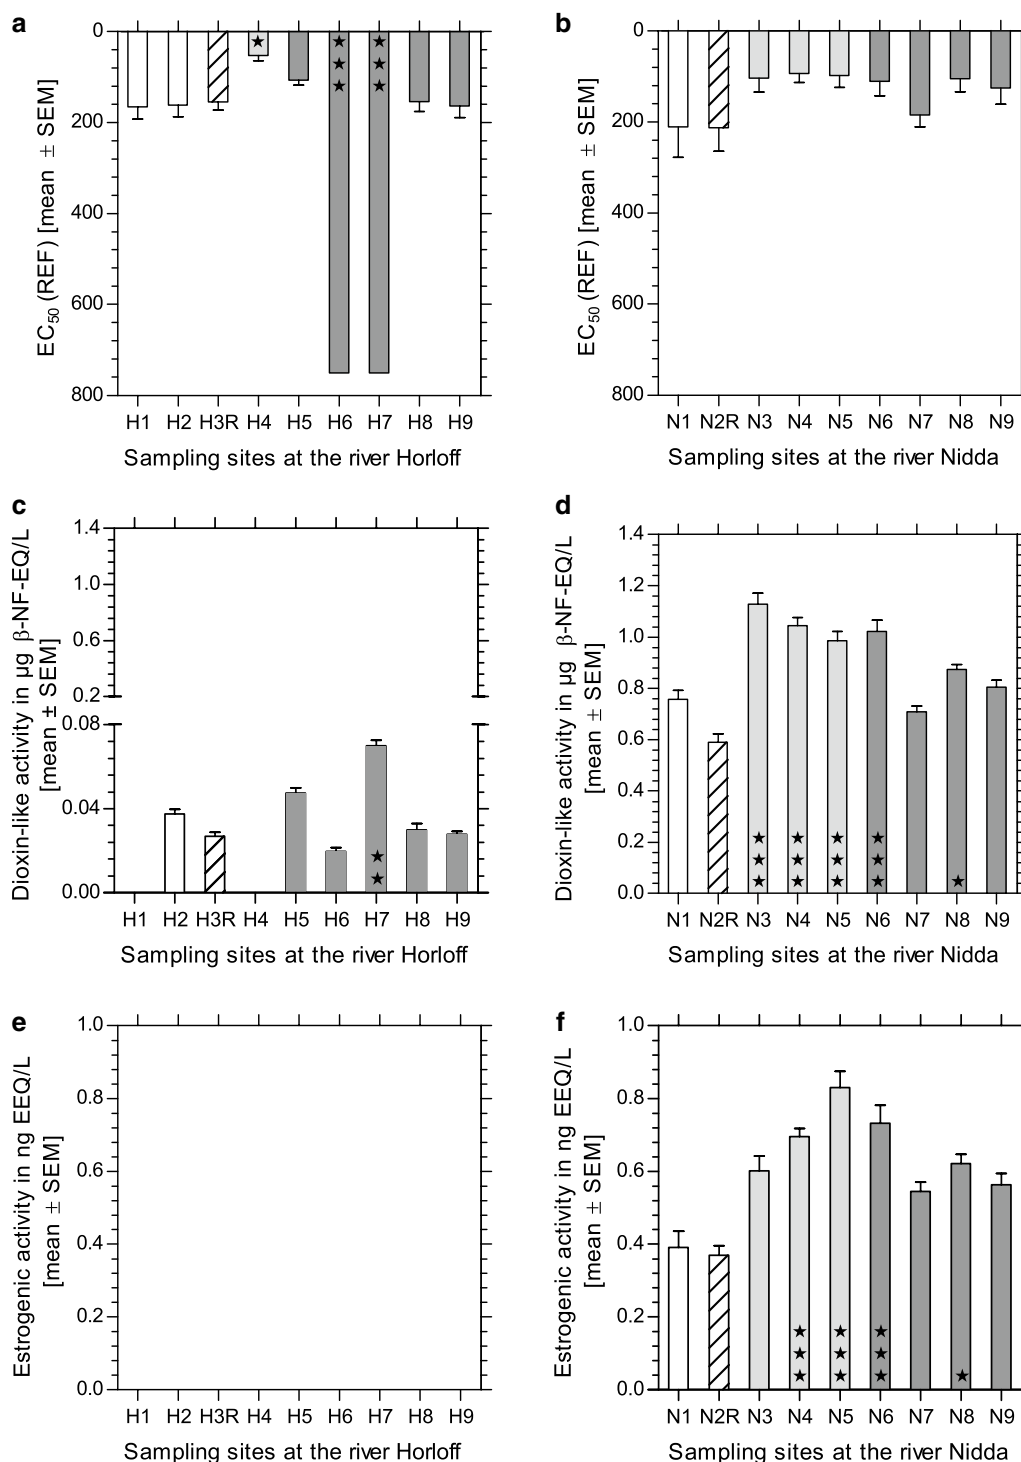 a
0
200
400
600
800
EC50 (REF) [mean ± SEM]
H1 H2 H3R H4 H5 H6 H7 H8 H9
Sampling sites at the river Horloff
b
0
200
400
600
800
EC50 (REF) [mean ± SEM]
N1 N2R N3 N4 N5 N6 N7 N8 N9
Sampling sites at the river Nidda
c
1.4
1.0
0.6
0.2
0.08
0.04
0.00
Dioxin-like activity in µg β-NF-EQ/L
[mean ± SEM]
H1 H2 H3R H4 H5 H6 H7 H8 H9
Sampling sites at the river Horloff
d
1.4
1.2
1.0
0.8
0.6
0.4
0.2
0.0
Dioxin-like activity in µg β-NF-EQ/L
[mean ± SEM]
N1 N2R N3 N4 N5 N6 N7 N8 N9
Sampling sites at the river Nidda
e
1.0
0.8
0.6
0.4
0.2
0.0
Estrogenic activity in ng EEQ/L
[mean ± SEM]
H1 H2 H3R H4 H5 H6 H7 H8 H9
Sampling sites at the river Horloff
f
1.0
0.8
0.6
0.4
0.2
0.0
Estrogenic activity in ng EEQ/L
[mean ± SEM]
N1 N2R N3 N4 N5 N6 N7 N8 N9
Sampling sites at the river Nidda